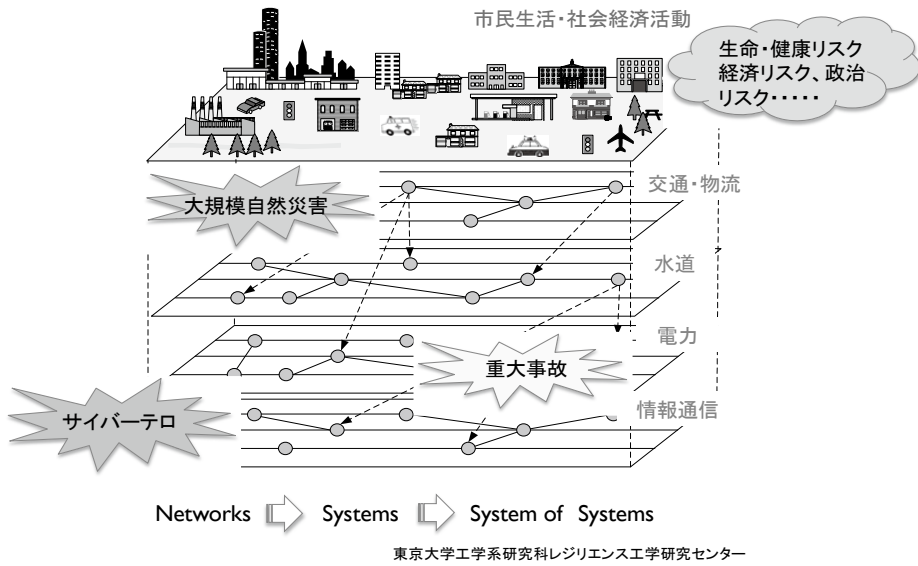 市民生活・社会経済活動
生命・健康リスク
経済リスク、政治
リスク・・・・・
交通・物流
大規模自然災害
水道
電力
重大事故
情報通信
サイバーテロ
Networks Systems System of Systems
東京大学工学系研究科レジリエンス工学研究センター